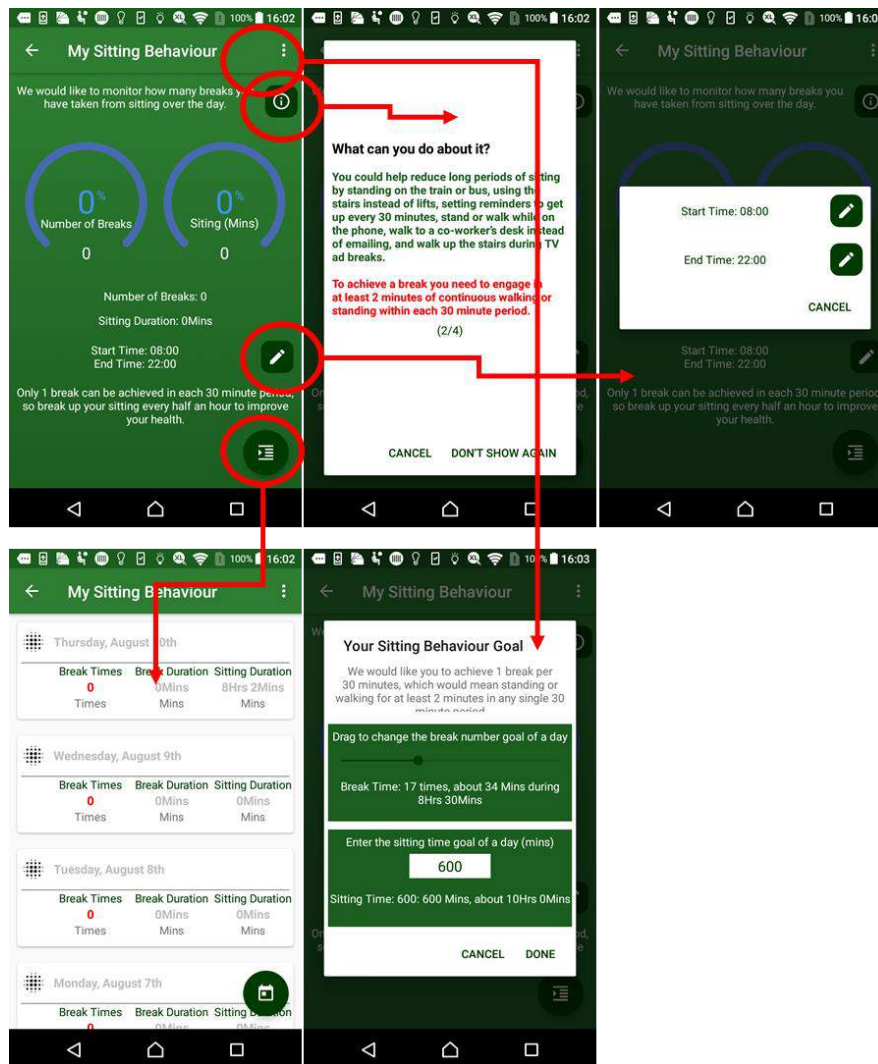 100% 16:02
My Sitting Behaviour
We would like to monitor how many breaks you
have taken from sitting over the day.
0% 0%
Number of Breaks Siting (Mins)
0 0
Number of Breaks: 0
Sitting Duration: 0Mins
Start Time: 08:00
End Time: 22:00
Only 1 break can be achieved in each 30 minute period,
so break up your sitting every half an hour to improve
your health.
100% 16:02
What can you do about it?
You could help reduce long periods of sitting
by standing on the train or bus, using the
stairs instead of lifts, setting reminders to get
up every 30 minutes, stand or walk while on
the phone, walk to a co-worker's desk instead
of emailing, and walk up the stairs during TV
ad breaks.
To achieve a break you need to engage in
at least 2 minutes of continuous walking or
standing within each 30 minute period.
(2/4)
CANCEL DON'T SHOW AGAIN
100% 16:0
My Sitting Behaviour
We would like to monitor how many breaks you
have taken from sitting over the day.
Start Time: 08:00
End Time: 22:00
CANCEL
Start Time: 08:00
End Time: 22:00
Only 1 break can be achieved in each 30 minute period
so break up your sitting every half an hour to improve
your health.
100% 16:02
My Sitting Behaviour
Thursday, August 10th
Break Times Break Duration Sitting Duration
0 0Mins 8Hrs 2Mins
Times Mins Mins
Wednesday, August 9th
Break Times Break Duration Sitting Duration
0 0Mins 0Mins
Times Mins Mins
Tuesday, August 8th
Break Times Break Duration Sitting Duration
0 0Mins 0Mins
Times Mins Mins
Monday, August 7th
Break Times Break Duration Sitting Duration
0 0Mins 0Mins
100% 16:03
My Sitting Behaviour
Your Sitting Behaviour Goal
We would like you to achieve 1 break per
30 minutes, which would mean standing or
walking for at least 2 minutes in any single 30
minute period
Drag to change the break number goal of a day
Break Time: 17 times, about 34 Mins during
8Hrs 30Mins
Enter the sitting time goal of a day (mins)
600
Sitting Time: 600: 600 Mins, about 10Hrs 0Mins
CANCEL DONE